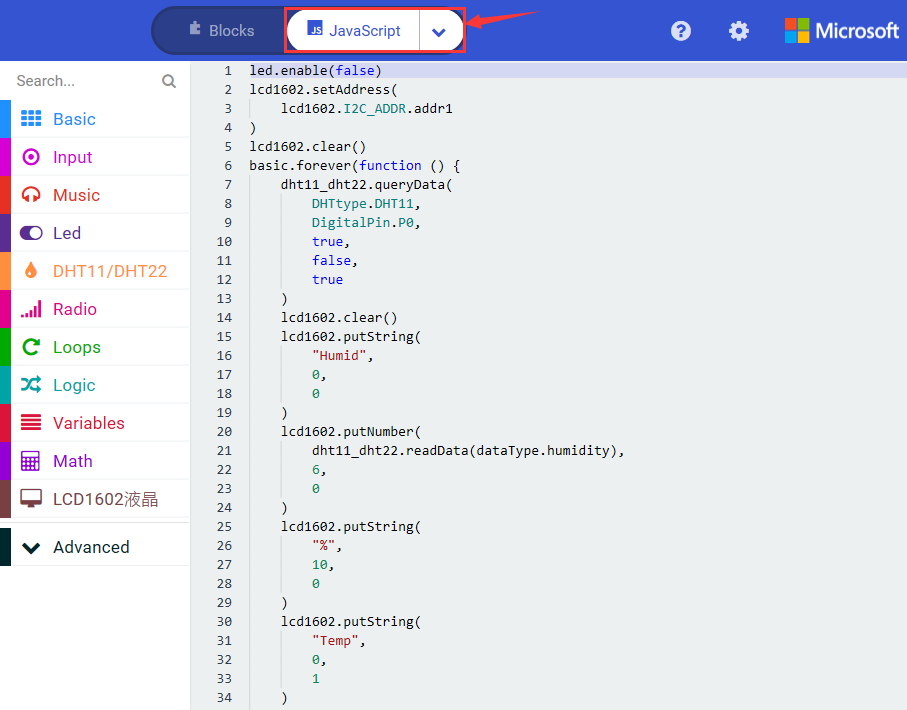 Blocks
JavaScript
Microsoft
Search...
Basic
Input
Music
Led
DHT11/DHT22
Radio
Loops
Logic
Variables
Math
LCD1602液晶
Advanced
1 led.enable(false)
2 lcd1602.setAddress(
3 lcd1602.I2C_ADDR.addr1
4 )
5 lcd1602.clear()
6 basic.forever(function () {
7 dht11_dht22.queryData(
8 DHTtype.DHT11,
9 DigitalPin.P0,
10 true,
11 false,
12 true
13 )
14 lcd1602.clear()
15 lcd1602.putString(
16 "Humid",
17 0,
18 0
19 )
20 lcd1602.putNumber(
21 dht11_dht22.readData(dataType.humidity),
22 6,
23 0
24 )
25 lcd1602.putString(
26 "%",
27 10,
28 0
29 )
30 lcd1602.putString(
31 "Temp",
32 0,
33 1
34 )